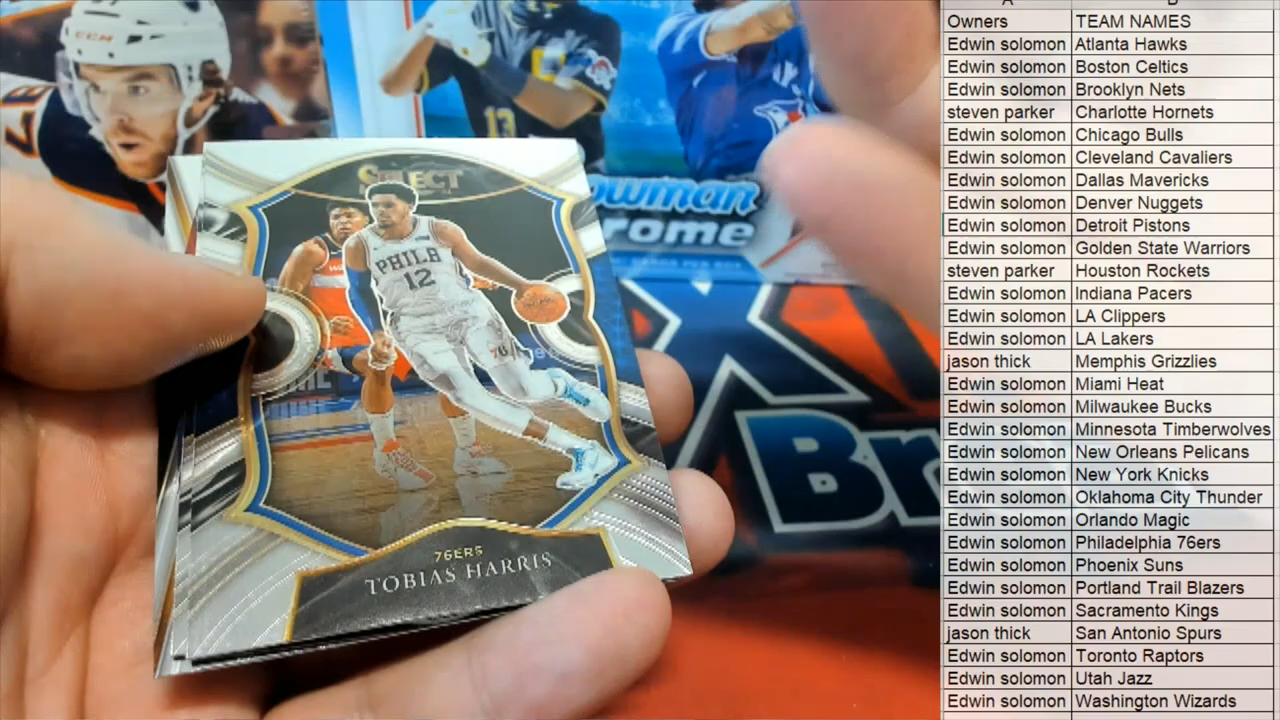 CCM
13
SELECT
PHILA
12
76ERS
TOBIAS HARRIS
owman
rome
CARDS PER BOX
Br
A
B
Owners TEAM NAMES
Edwin solomon Atlanta Hawks
Edwin solomon Boston Celtics
Edwin solomon Brooklyn Nets
steven parker Charlotte Hornets
Edwin solomon Chicago Bulls
Edwin solomon Cleveland Cavaliers
Edwin solomon Dallas Mavericks
Edwin solomon Denver Nuggets
Edwin solomon Detroit Pistons
Edwin solomon Golden State Warriors
steven parker Houston Rockets
Edwin solomon Indiana Pacers
Edwin solomon LA Clippers
Edwin solomon LA Lakers
jason thick Memphis Grizzlies
Edwin solomon Miami Heat
Edwin solomon Milwaukee Bucks
Edwin solomon Minnesota Timberwolves
Edwin solomon New Orleans Pelicans
Edwin solomon New York Knicks
Edwin solomon Oklahoma City Thunder
Edwin solomon Orlando Magic
Edwin solomon Philadelphia 76ers
Edwin solomon Phoenix Suns
Edwin solomon Portland Trail Blazers
Edwin solomon Sacramento Kings
jason thick San Antonio Spurs
Edwin solomon Toronto Raptors
Edwin solomon Utah Jazz
Edwin solomon Washington Wizards